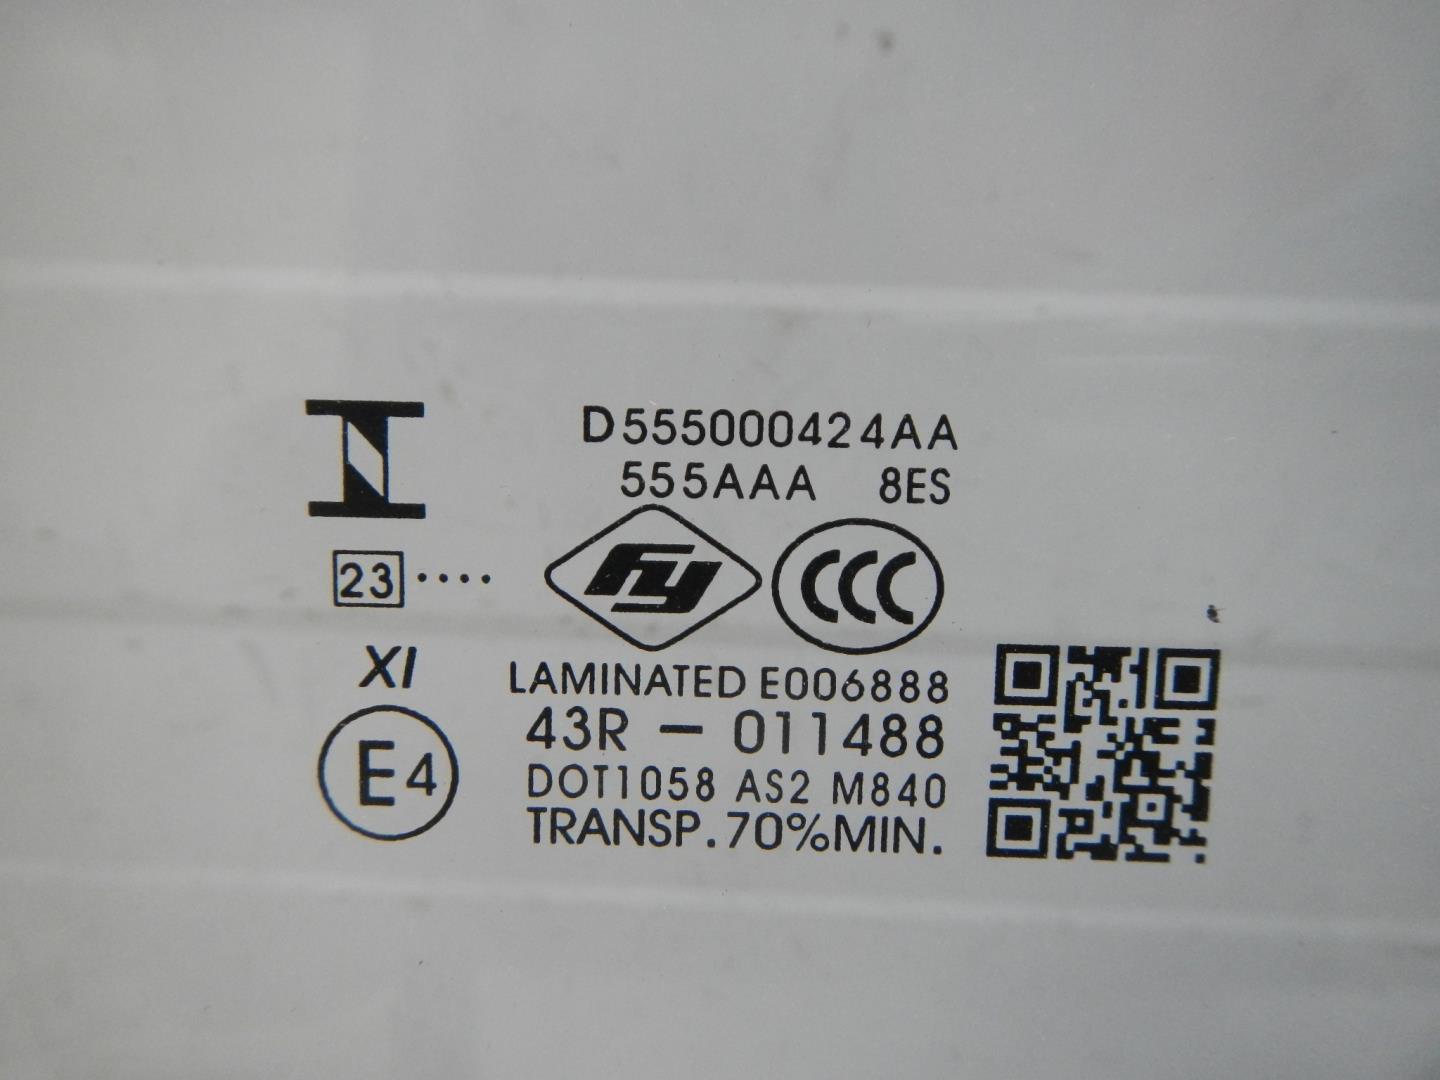 D555000424AA
555AAA 8ES
23 ....
fy CCC
XI
LAMINATED E006888
43R – 011488
E4
DOT1058 AS2 M840
TRANSP. 70%MIN.